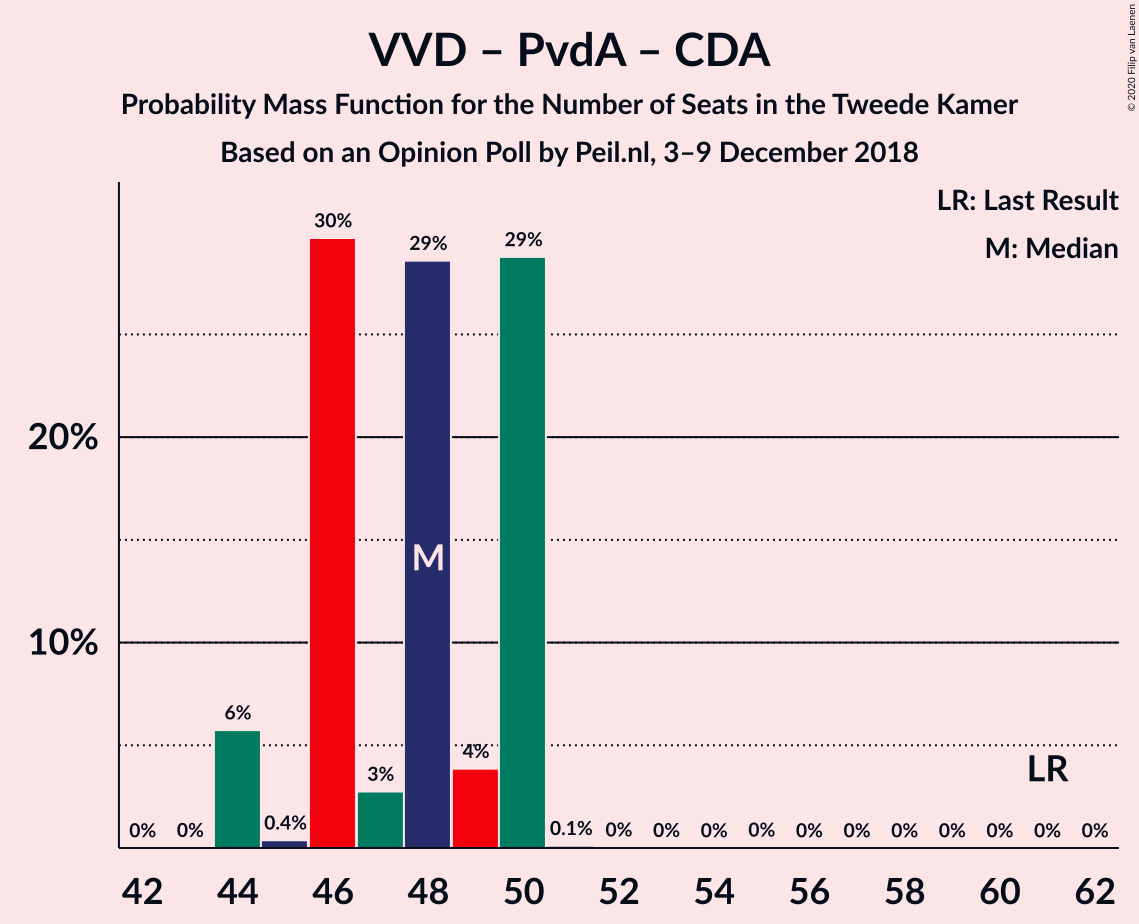 VVD – PvdA – CDA
Probability Mass Function for the Number of Seats in the Tweede Kamer
Based on an Opinion Poll by Peil.nl, 3–9 December 2018
© 2020 Filip van Laenen
LR: Last Result
M: Median
20%
10%
0% 0% 6% 0.4% 30% 3% 29% 4% 29% 0.1% 0% 0% 0% 0% 0% 0% 0% 0% 0% 0% 0%
M
LR
42 44 46 48 50 52 54 56 58 60 62